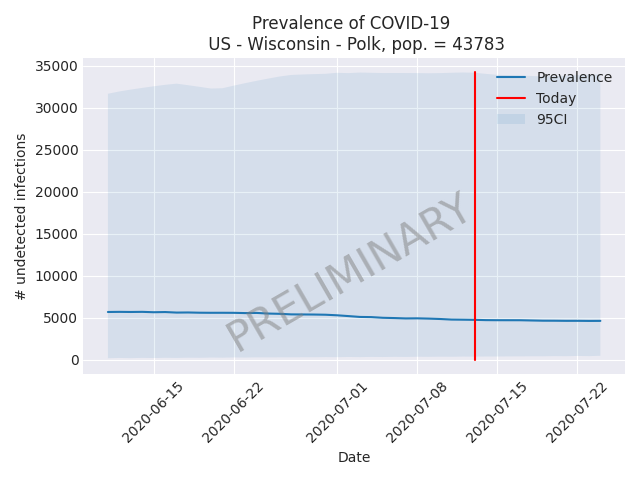 Prevalence of COVID-19
US - Wisconsin - Polk, pop. = 43783
35000
30000
25000
20000
15000
10000
5000
0
# undetected infections
Prevalence
Today
95CI
PRELIMINARY
2020-06-15
2020-06-22
2020-07-01
2020-07-08
2020-07-15
2020-07-22
Date